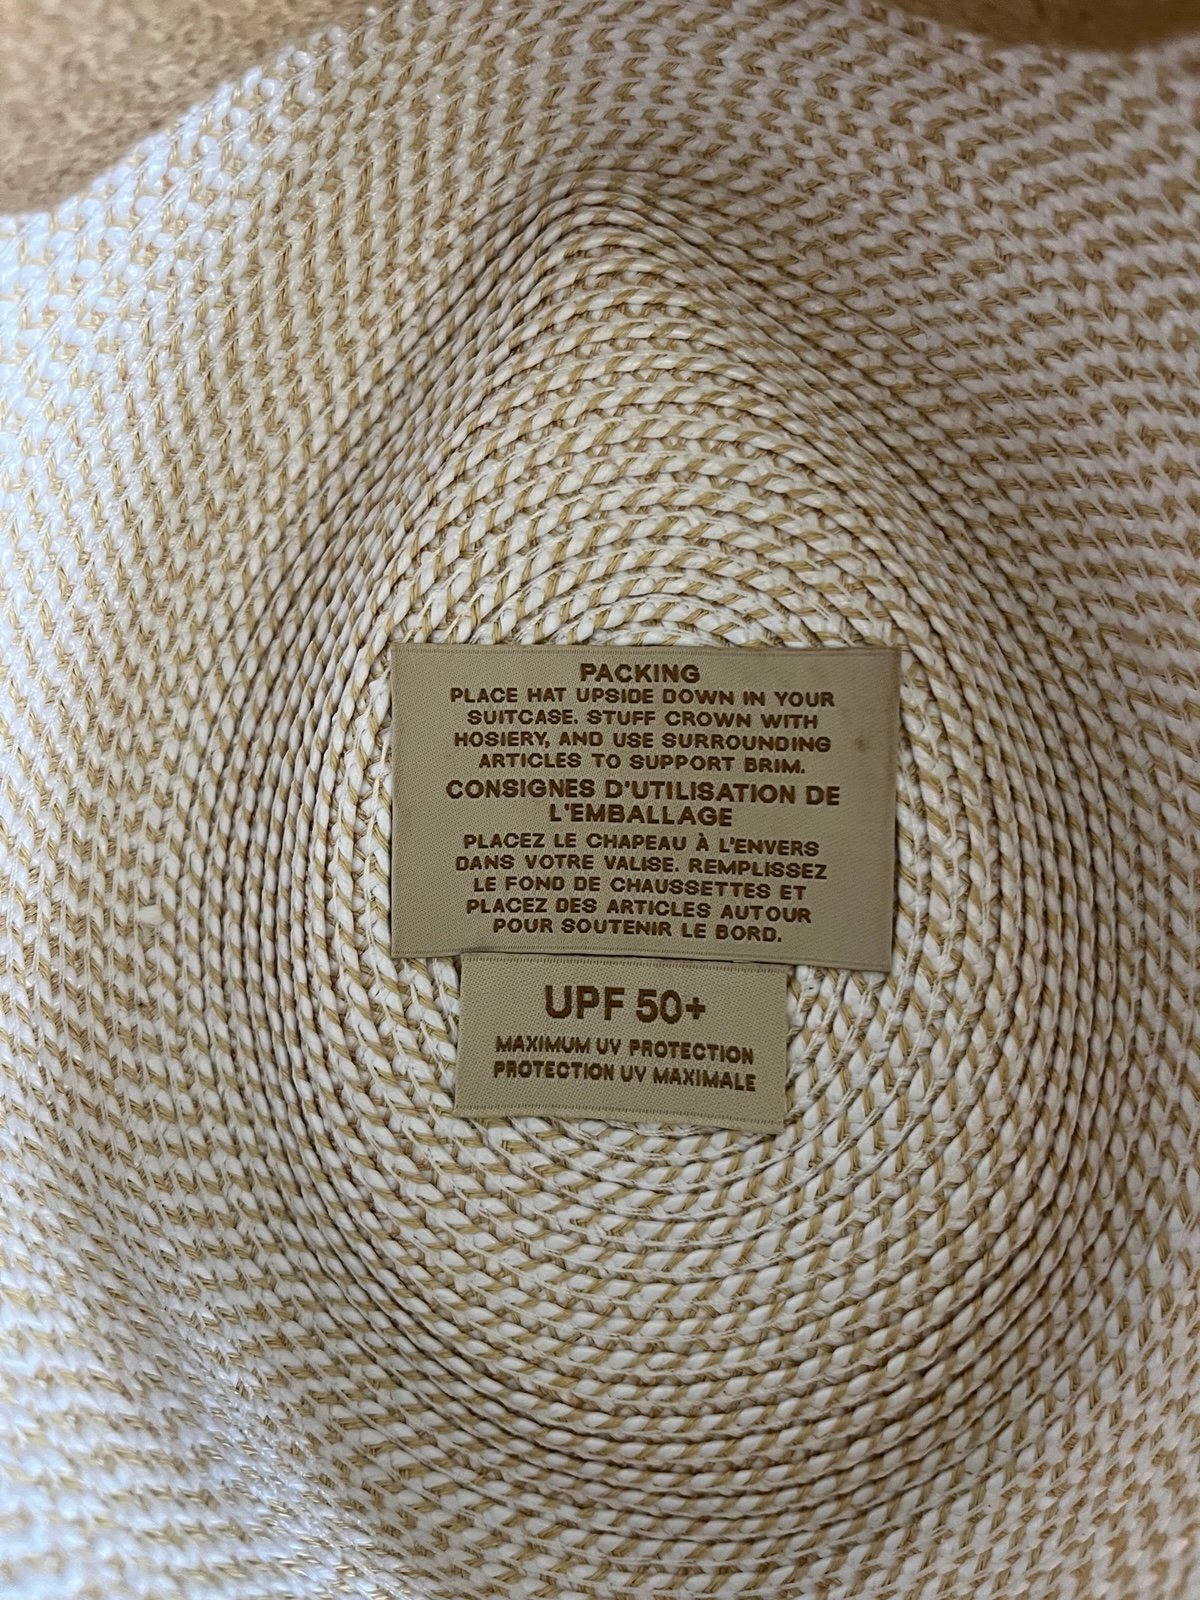 PACKING
PLACE HAT UPSIDE DOWN IN YOUR
SUITCASE. STUFF CROWN WITH
HOSIERY, AND USE SURROUNDING
ARTICLES TO SUPPORT BRIM.
CONSIGNES D'UTILISATION DE
L'EMBALLAGE
PLACEZ LE CHAPEAU À L'ENVERS
DANS VOTRE VALISE. REMPLISSEZ
LE FOND DE CHAUSSETTES ET
PLACEZ DES ARTICLES AUTOUR
POUR SOUTENIR LE BORD.
UPF 50+
MAXIMUM UV PROTECTION
PROTECTION UV MAXIMALE